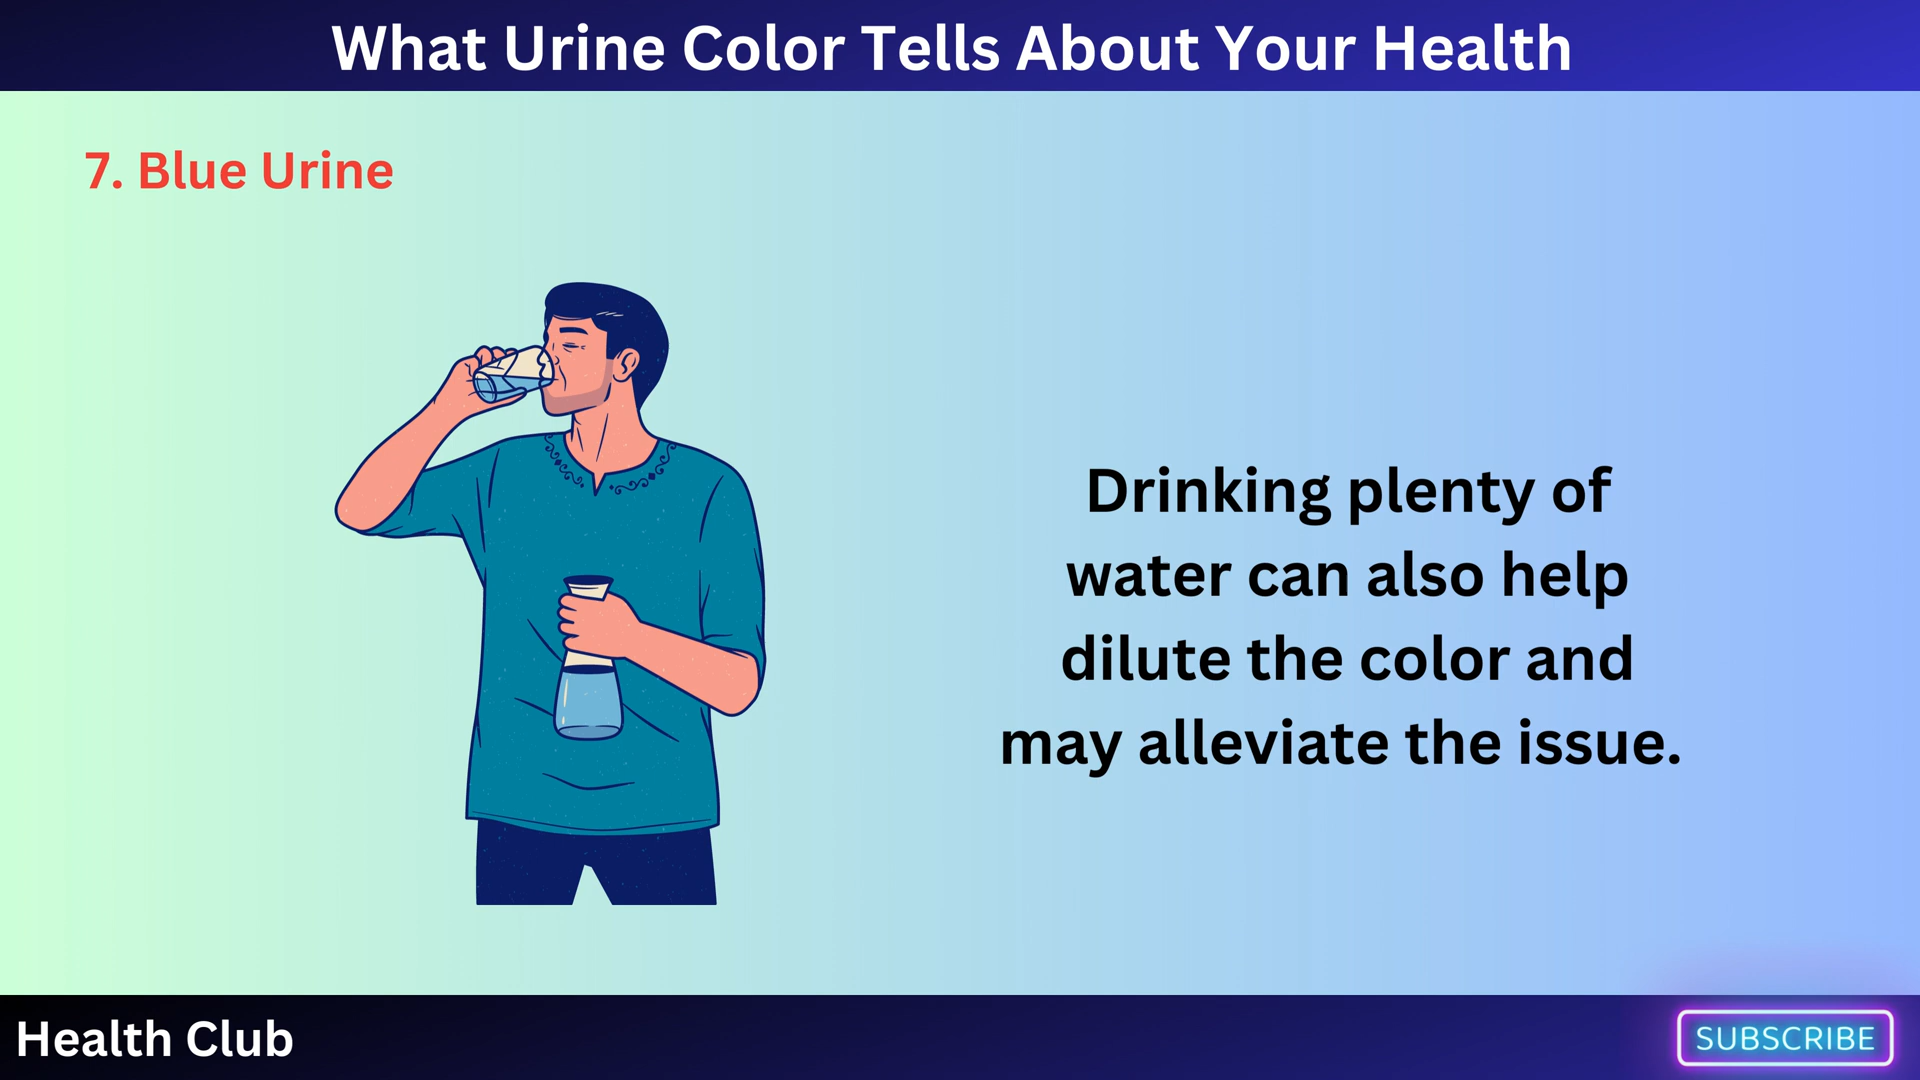 What Urine Color Tells About Your Health
7. Blue Urine
Drinking plenty of
water can also help
dilute the color and
may alleviate the issue.
Health Club
SUBSCRIBE